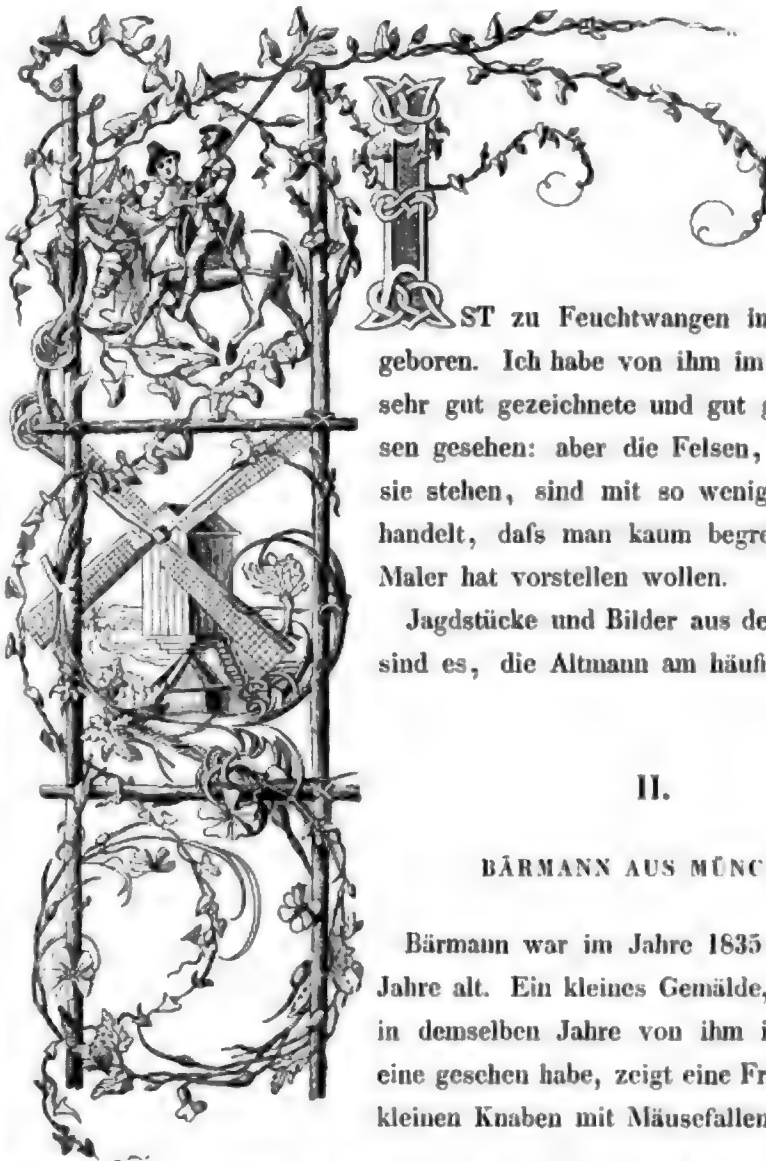 IST zu Feuchtwangen in
geboren. Ich habe von ihm im
sehr gut gezeichnete und gut g
sen gesehen: aber die Felsen,
sie stehen, sind mit so wenig
handelt, daſs man kaum begre
Maler hat vorstellen wollen.
Jagdstücke und Bilder aus de
sind es, die Altmann am häufi
II.
BÄRMANN AUS MÜNC
Bärmann war im Jahre 1835
Jahre alt. Ein kleines Gemälde,
in demselben Jahre von ihm i
eine gesehen habe, zeigt eine Fr
kleinen Knaben mit Mäusefallen